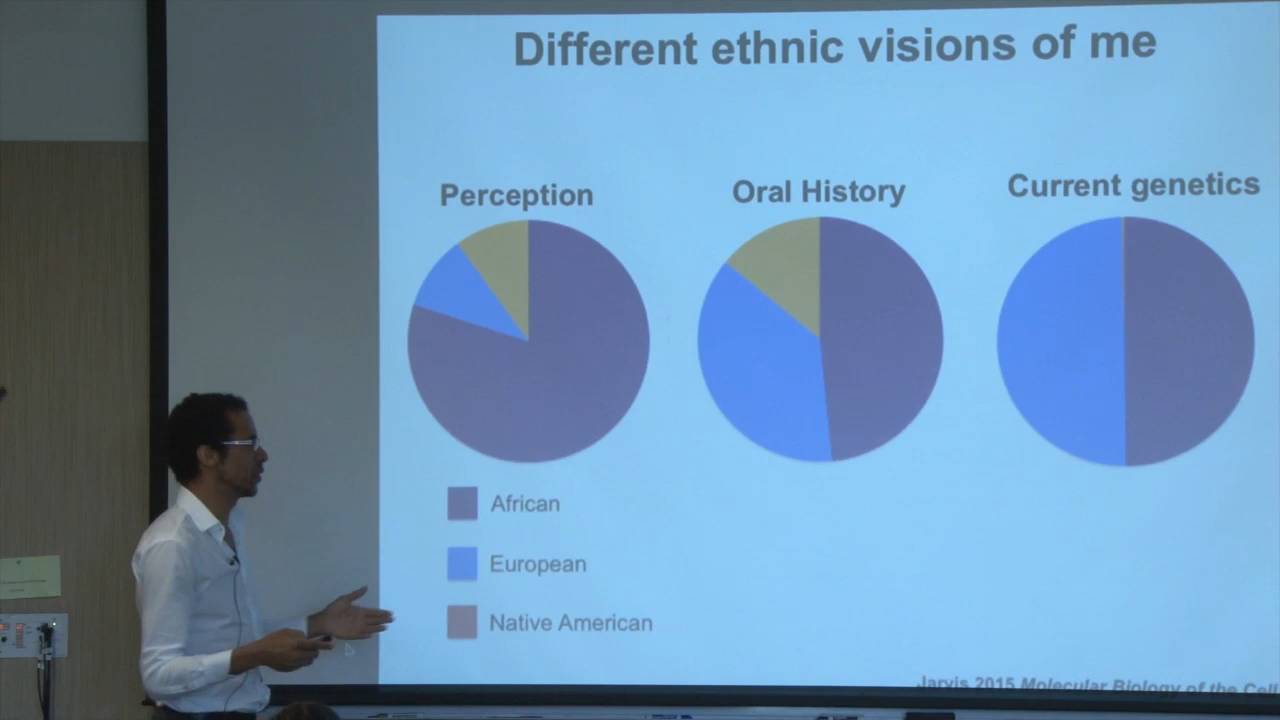 Different ethnic visions of me
Perception
Oral History
Current genetics
African
European
Native American
Jarvis 2015 Molecular Biology of the Cell